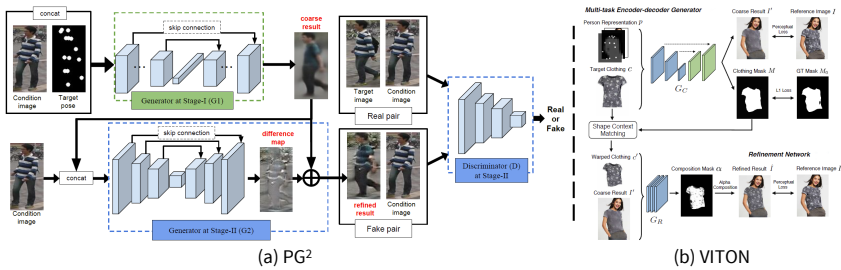 concat
skip connection
coarse
result
Condition
image
Target
pose
Generator at Stage-I (G1)
Target
image
Condition
image
Real pair
Real
or
Fake
skip connection
difference
map
concat
Condition
image
Generator at Stage-II (G2)
refined
result
Condition
image
Fake pair
Discriminator (D)
at Stage-II
(a) PG²
Multi-task Encoder-decoder Generator
Person Representation p
Coarse Result I′
Reference Image I
Perceptual
Loss
Target Clothing c
G_C
Clothing Mask M
GT Mask M₀
L1 Loss
Shape Context
Matching
Warped Clothing c′
Refinement Network
Coarse Result I′
Composition Mask α
Refined Result Î
Reference Image I
Alpha
Composition
Perceptual
Loss
G_R
(b) VITON